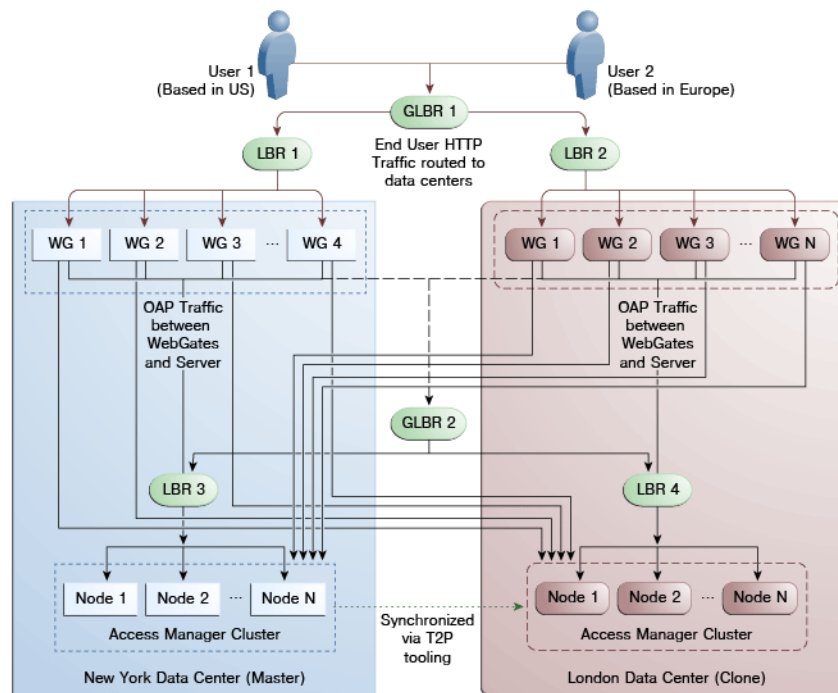 User 1
(Based in US)
User 2
(Based in Europe)
GLBR 1
End User HTTP
Traffic routed to
data centers
LBR 1
LBR 2
WG 1
WG 2
WG 3
...
WG 4
WG 1
WG 2
WG 3
...
WG N
OAP Traffic
between
WebGates
and Server
OAP Traffic
between
WebGates
and Server
GLBR 2
LBR 3
LBR 4
Node 1
Node 2
...
Node N
Access Manager Cluster
Synchronized
via T2P
tooling
Node 1
Node 2
...
Node N
Access Manager Cluster
New York Data Center (Master)
London Data Center (Clone)